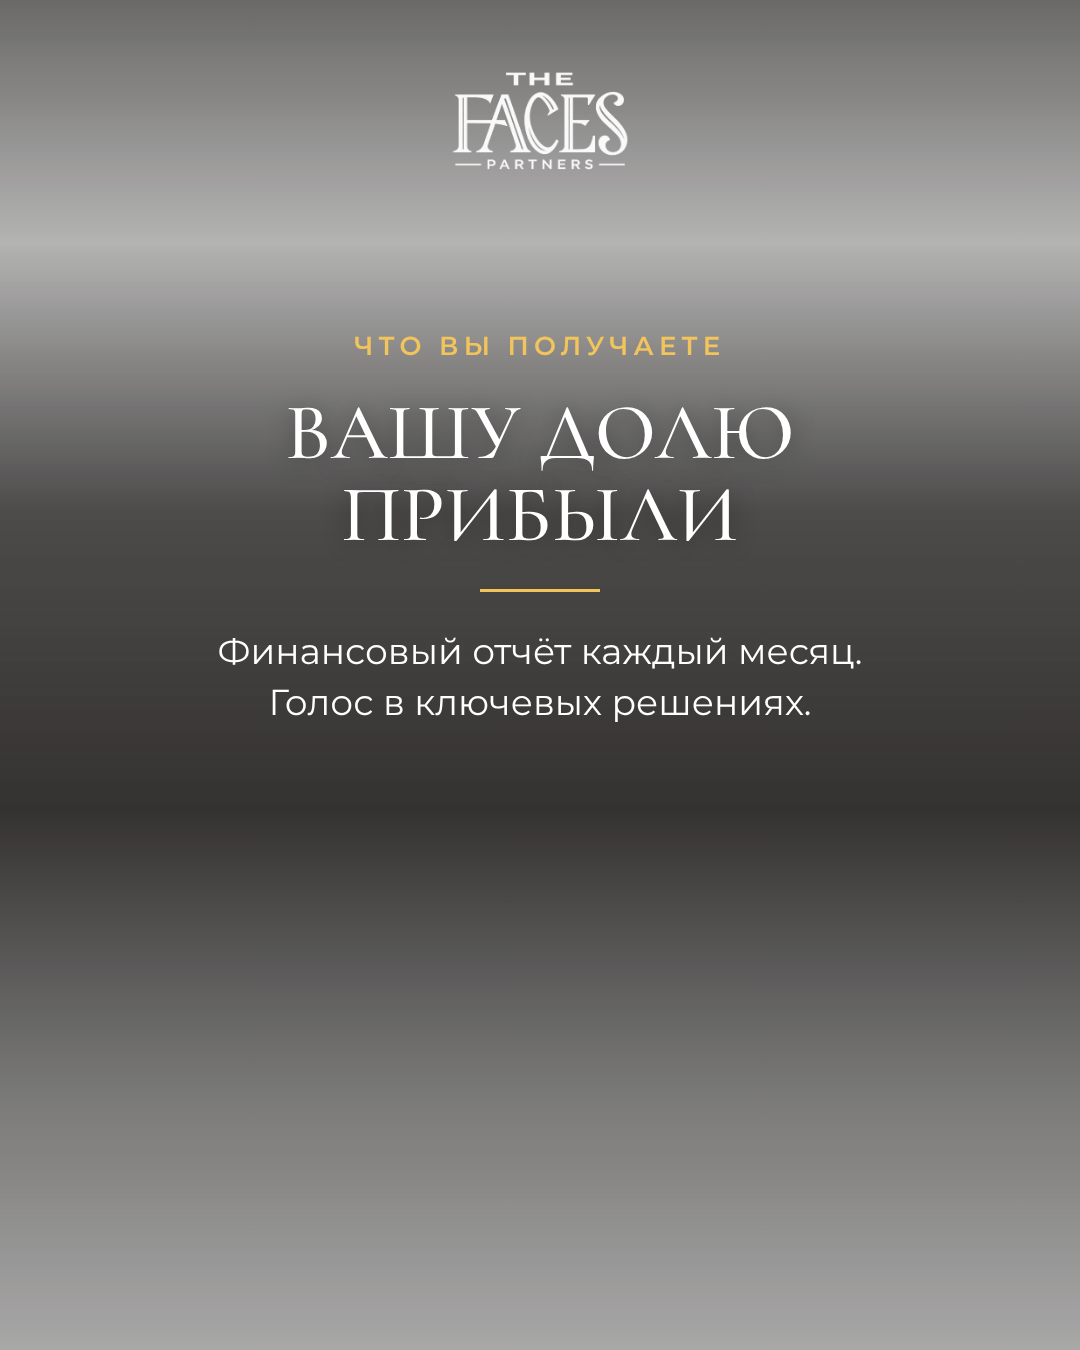 THE
FACES
PARTNERS
ЧТО ВЫ ПОЛУЧАЕТЕ
ВАШУ ДОЛЮ
ПРИБЫЛИ
Финансовый отчёт каждый месяц.
Голос в ключевых решениях.